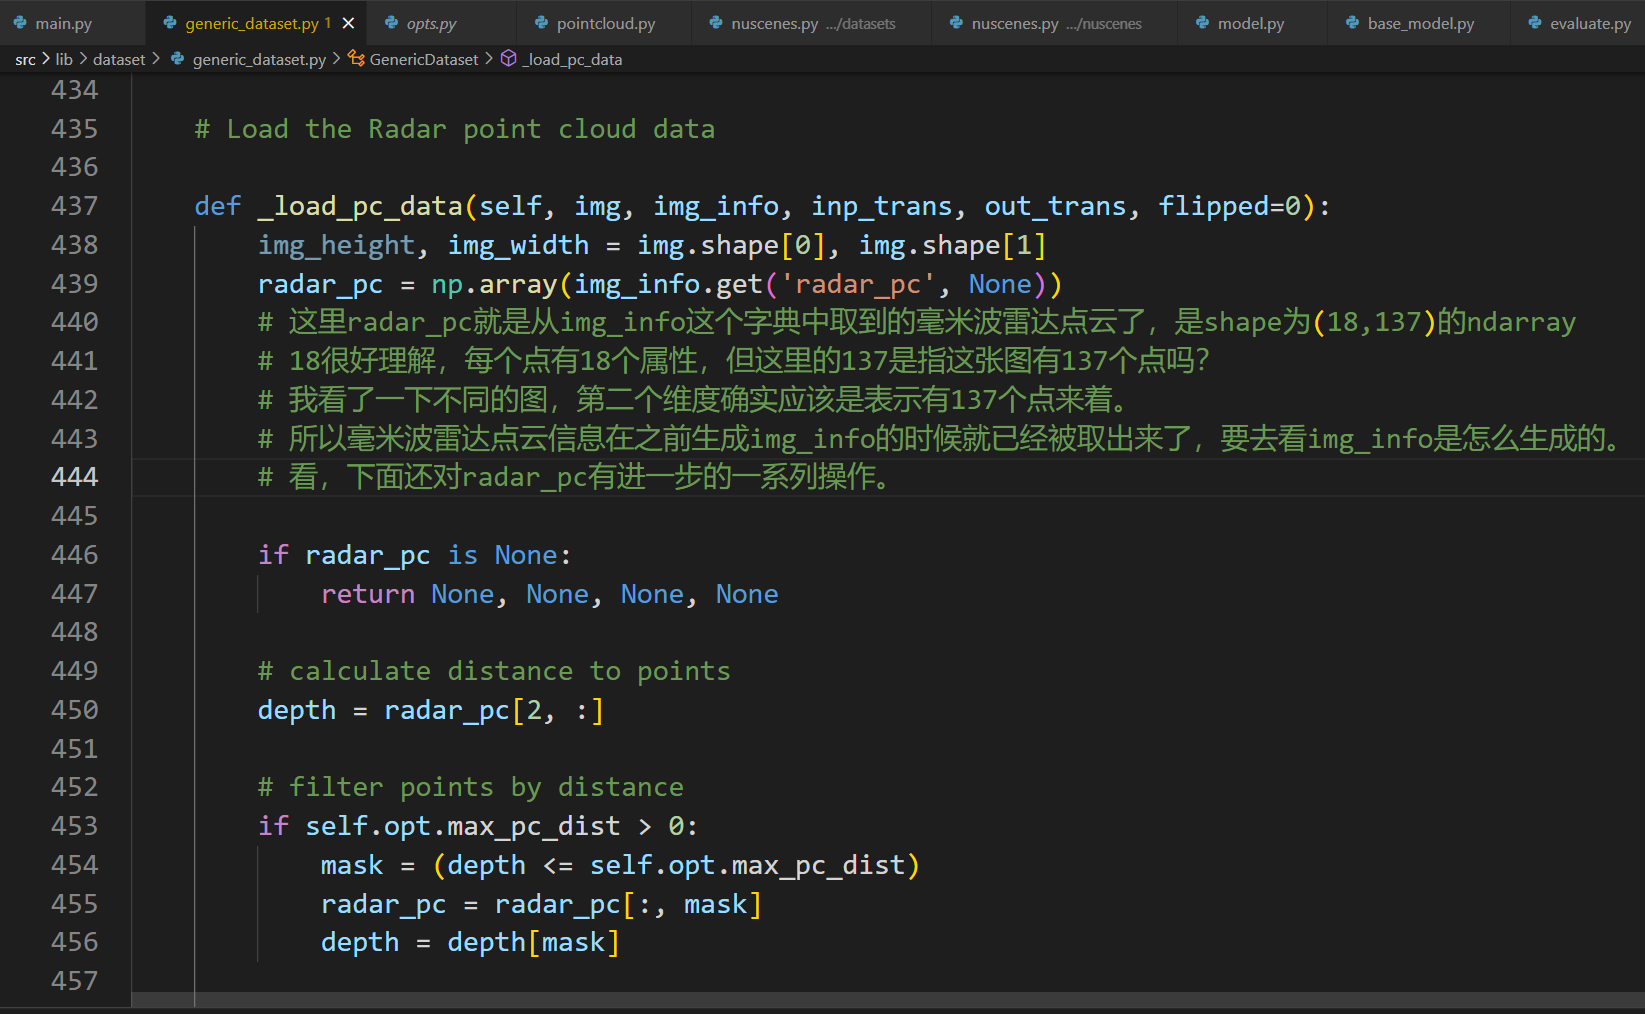 main.py generic_dataset.py 1 × opts.py pointcloud.py nuscenes.py .../datasets nuscenes.py .../nuscenes model.py base_model.py evaluate.py
src > lib > dataset > generic_dataset.py > GenericDataset > _load_pc_data
434
435 # Load the Radar point cloud data
436
437 def _load_pc_data(self, img, img_info, inp_trans, out_trans, flipped=0):
438 img_height, img_width = img.shape[0], img.shape[1]
439 radar_pc = np.array(img_info.get('radar_pc', None))
440 # 这里radar_pc就是从img_info这个字典中取到的毫米波雷达点云了，是shape为(18,137)的ndarray
441 # 18很好理解，每个点有18个属性，但这里的137是指这张图有137个点吗？
442 # 我看了一下不同的图，第二个维度确实应该是表示有137个点来着。
443 # 所以毫米波雷达点云信息在之前生成img_info的时候就已经被取出来了，要去看img_info是怎么生成的。
444 # 看，下面还对radar_pc有进一步的一系列操作。
445
446 if radar_pc is None:
447 return None, None, None, None
448
449 # calculate distance to points
450 depth = radar_pc[2, :]
451
452 # filter points by distance
453 if self.opt.max_pc_dist > 0:
454 mask = (depth <= self.opt.max_pc_dist)
455 radar_pc = radar_pc[:, mask]
456 depth = depth[mask]
457